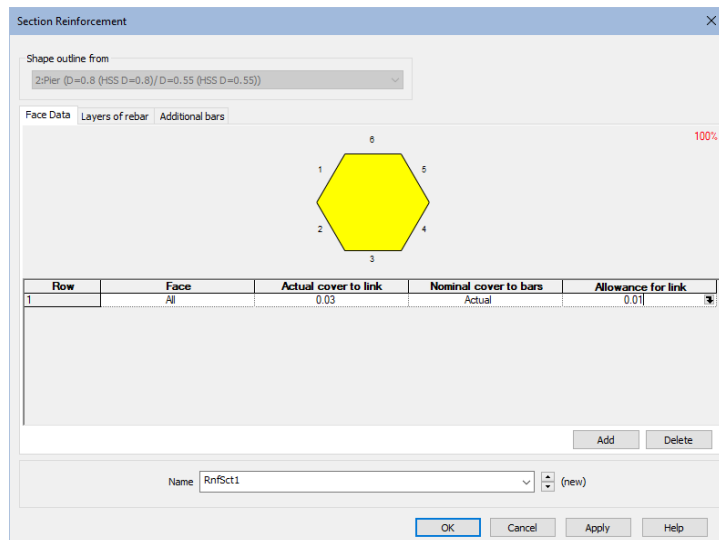 Section Reinforcement
Shape outline from
2:Pier (D=0.8 (HSS D=0.8)/ D=0.55 (HSS D=0.55))
Face Data Layers of rebar Additional bars
100%
6
1 5
2 4
3
Row Face Actual cover to link Nominal cover to bars Allowance for link
1 All 0.03 Actual 0.01
Add Delete
Name RnfSct1 (new)
OK Cancel Apply Help